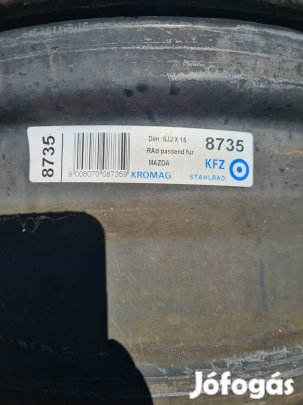 8735
9008070087359
Dim. 6JJ X 15
RAd passend für
MAZDA
KROMAG
8735
KFZ
STAHLRAD
Jófogás